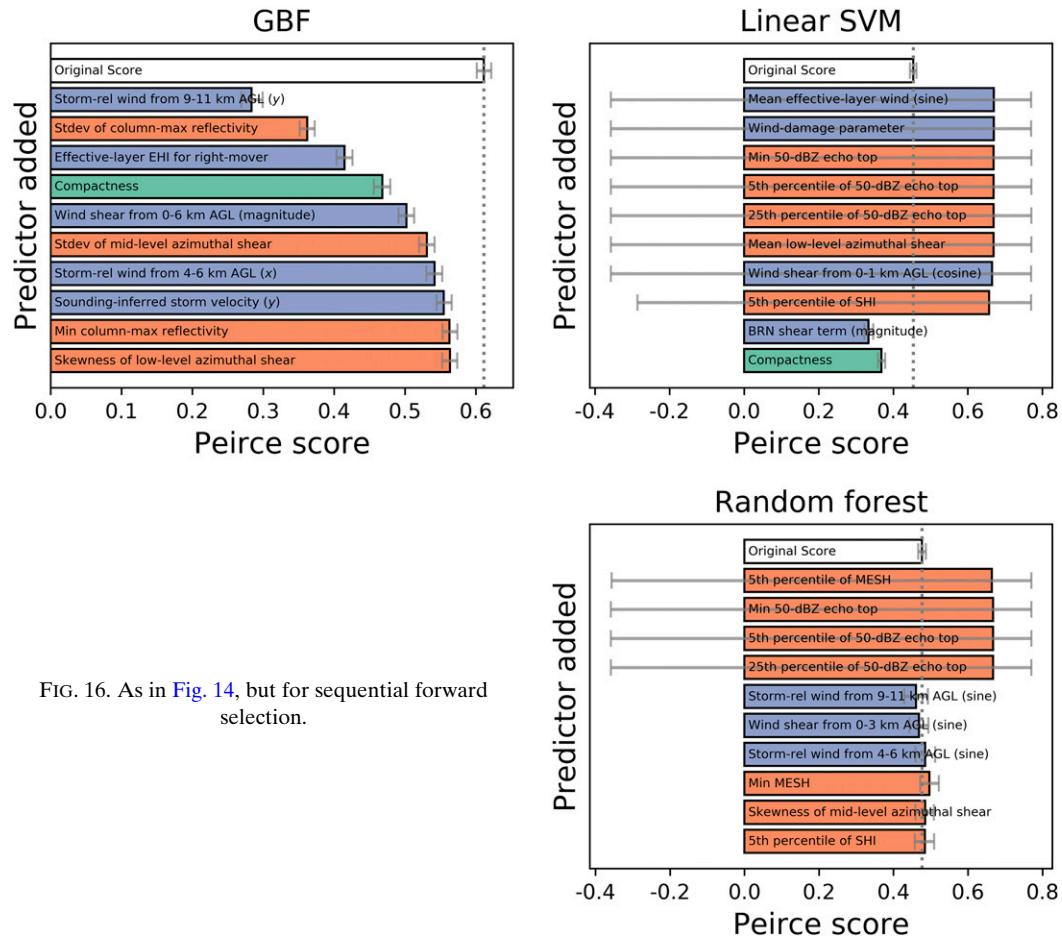 GBF
Predictor added
Original Score
Storm-rel wind from 9-11 km AGL (y)
Stdev of column-max reflectivity
Effective-layer EHI for right-mover
Compactness
Wind shear from 0-6 km AGL (magnitude)
Stdev of mid-level azimuthal shear
Storm-rel wind from 4-6 km AGL (x)
Sounding-inferred storm velocity (y)
Min column-max reflectivity
Skewness of low-level azimuthal shear
0.0 0.1 0.2 0.3 0.4 0.5 0.6
Peirce score
Linear SVM
Predictor added
Original Score
Mean effective-layer wind (sine)
Wind-damage parameter
Min 50-dBZ echo top
5th percentile of 50-dBZ echo top
25th percentile of 50-dBZ echo top
Mean low-level azimuthal shear
Wind shear from 0-1 km AGL (cosine)
5th percentile of SHI
BRN shear term (magnitude)
Compactness
-0.4 -0.2 0.0 0.2 0.4 0.6 0.8
Peirce score
Random forest
Predictor added
Original Score
5th percentile of MESH
Min 50-dBZ echo top
5th percentile of 50-dBZ echo top
25th percentile of 50-dBZ echo top
Storm-rel wind from 9-11 km AGL (sine)
Wind shear from 0-3 km AGL (sine)
Storm-rel wind from 4-6 km AGL (sine)
Min MESH
Skewness of mid-level azimuthal shear
5th percentile of SHI
-0.4 -0.2 0.0 0.2 0.4 0.6 0.8
Peirce score
FIG. 16. As in Fig. 14, but for sequential forward
selection.